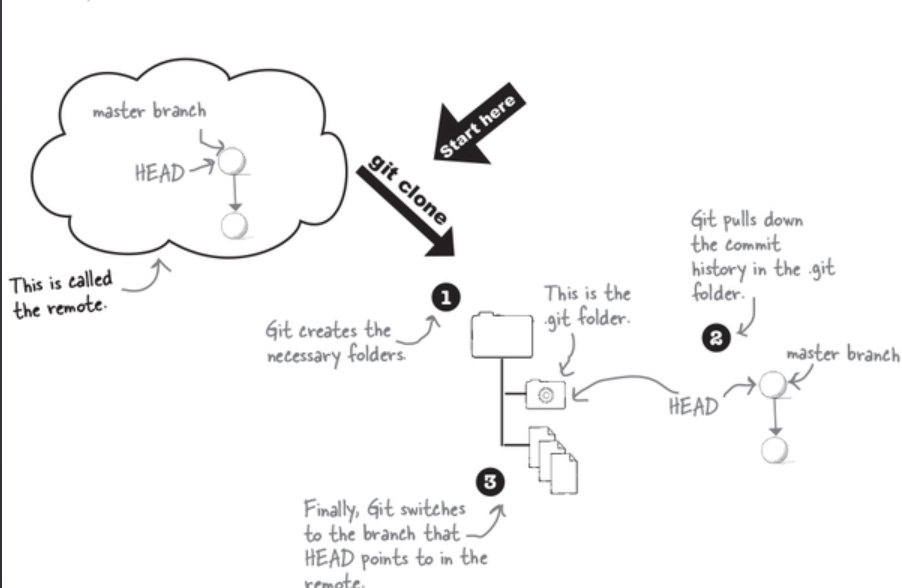 master branch
HEAD
This is called
the remote.
Start here
git clone
1
Git creates the
necessary folders.
This is the
.git folder.
Git pulls down
the commit
history in the .git
folder.
2
master branch
HEAD
3
Finally, Git switches
to the branch that
HEAD points to in the
remote.